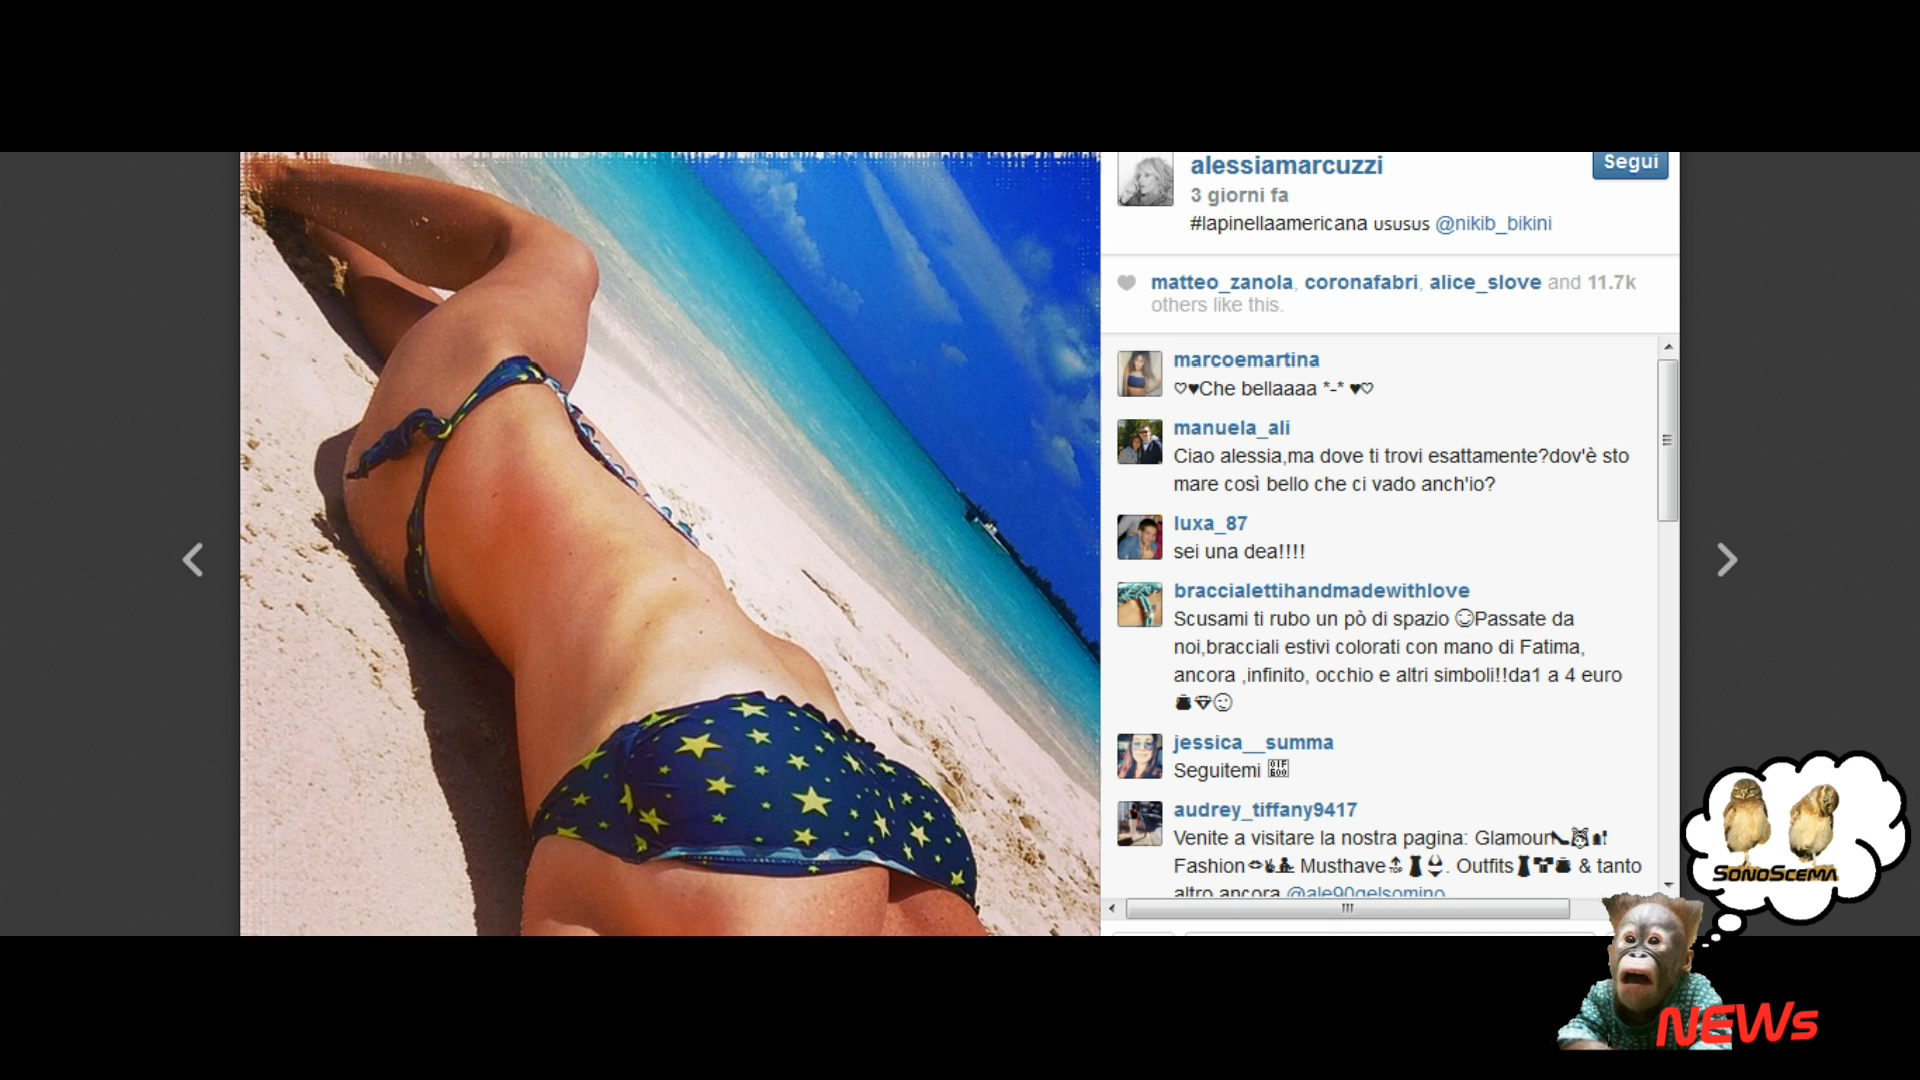 alessiamarcuzzi
Segui
3 giorni fa
#lapinellaamericana ususus @nikib_bikini
matteo_zanola, coronafabri, alice_slove and 11.7k
others like this.
marcoemartina
♡♥Che bellaaaa *-* ♥♡
manuela_ali
Ciao alessia,ma dove ti trovi esattamente?dov'è sto
mare così bello che ci vado anch'io?
luxa_87
sei una dea!!!!
braccialettihandmadewithlove
Scusami ti rubo un pò di spazio Passate da
noi,bracciali estivi colorati con mano di Fatima,
ancora ,infinito, occhio e altri simboli!!da1 a 4 euro
jessica__summa
Seguitemi
audrey_tiffany9417
Venite a visitare la nostra pagina: Glamour
Fashion Musthave . Outfits & tanto
altro ancora @ale90gelsomino
SonoScema
NEWs